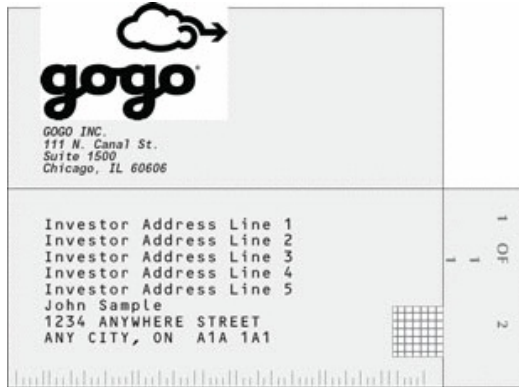 gogo
GOGO INC.
111 N. Canal St.
Suite 1500
Chicago, IL 60606
Investor Address Line 1
Investor Address Line 2
Investor Address Line 3
Investor Address Line 4
Investor Address Line 5
John Sample
1234 ANYWHERE STREET
ANY CITY, ON A1A 1A1
1 OF 2
1
1